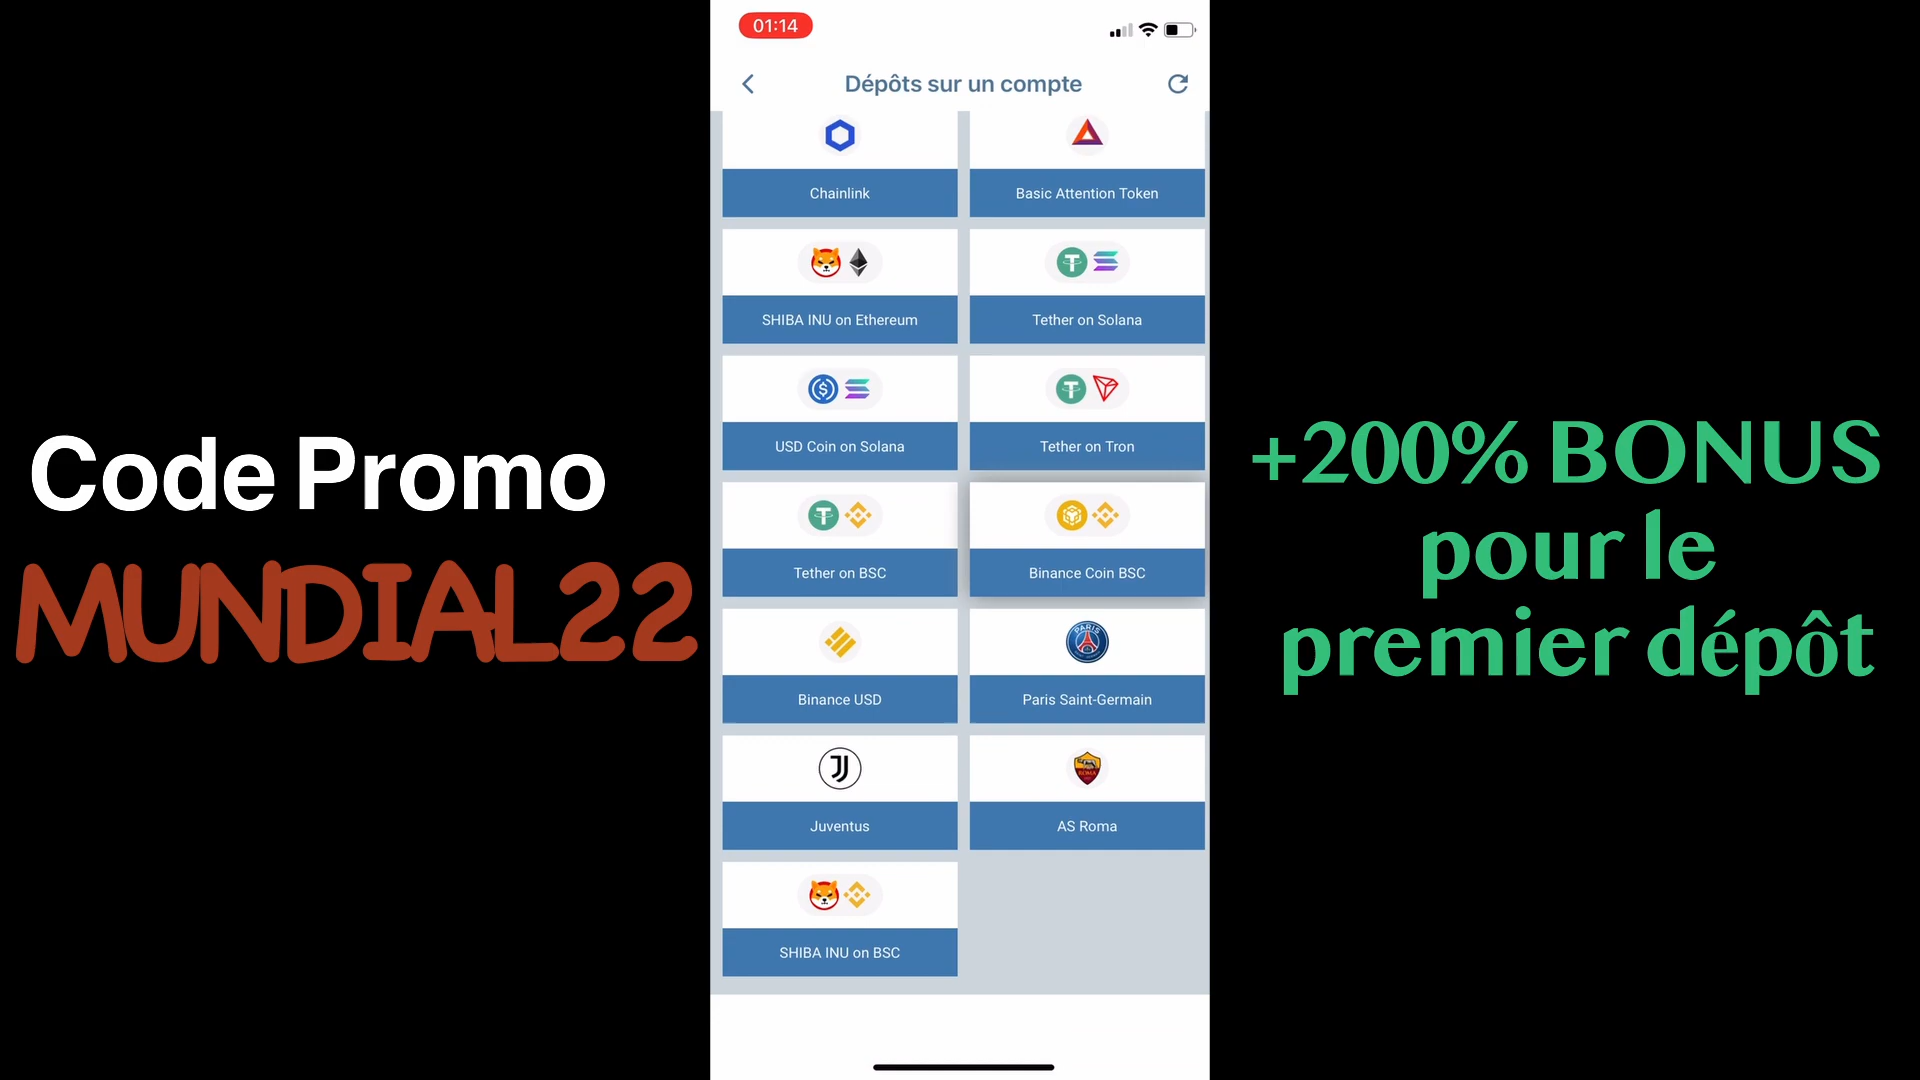 01:14
Dépôts sur un compte
Chainlink
Basic Attention Token
SHIBA INU on Ethereum
Tether on Solana
USD Coin on Solana
Tether on Tron
Tether on BSC
Binance Coin BSC
Binance USD
PARIS
Paris Saint-Germain
Juventus
ROMA
AS Roma
SHIBA INU on BSC
Code Promo
MUNDIAL22
+200% BONUS
pour le
premier dépôt